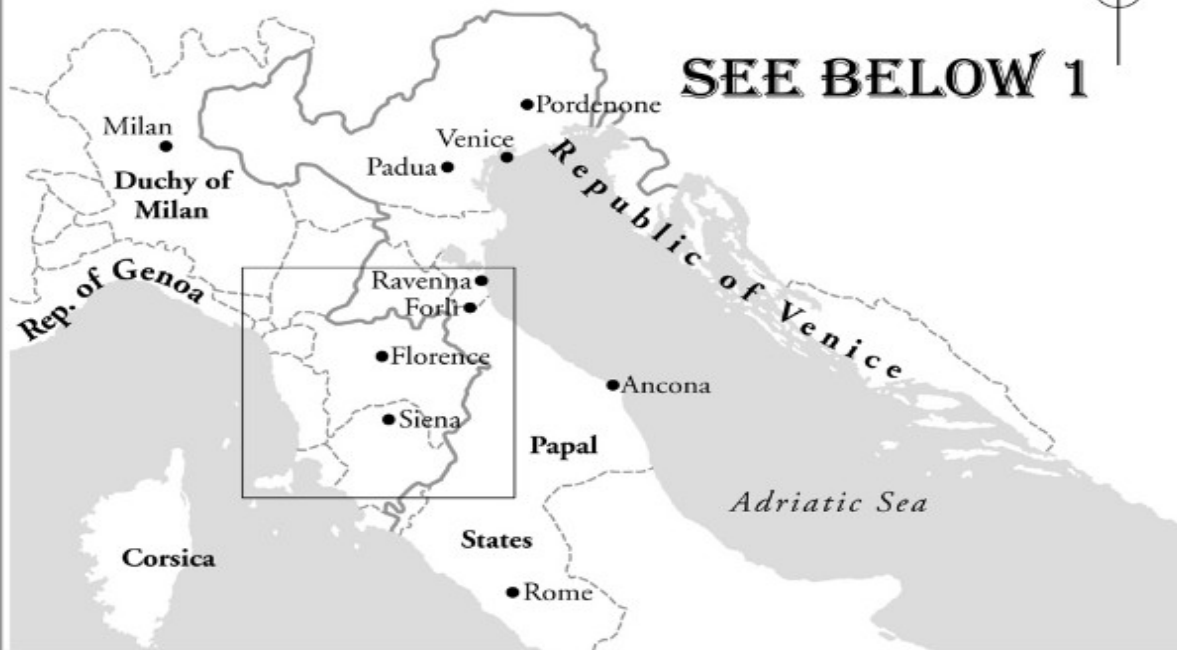 SEE BELOW 1
Pordenone
Milan
Venice
Padua
Duchy of
Milan
Republic of Venice
Rep. of Genoa
Ravenna
Forlì
Florence
Ancona
Siena
Papal
Adriatic Sea
States
Corsica
Rome